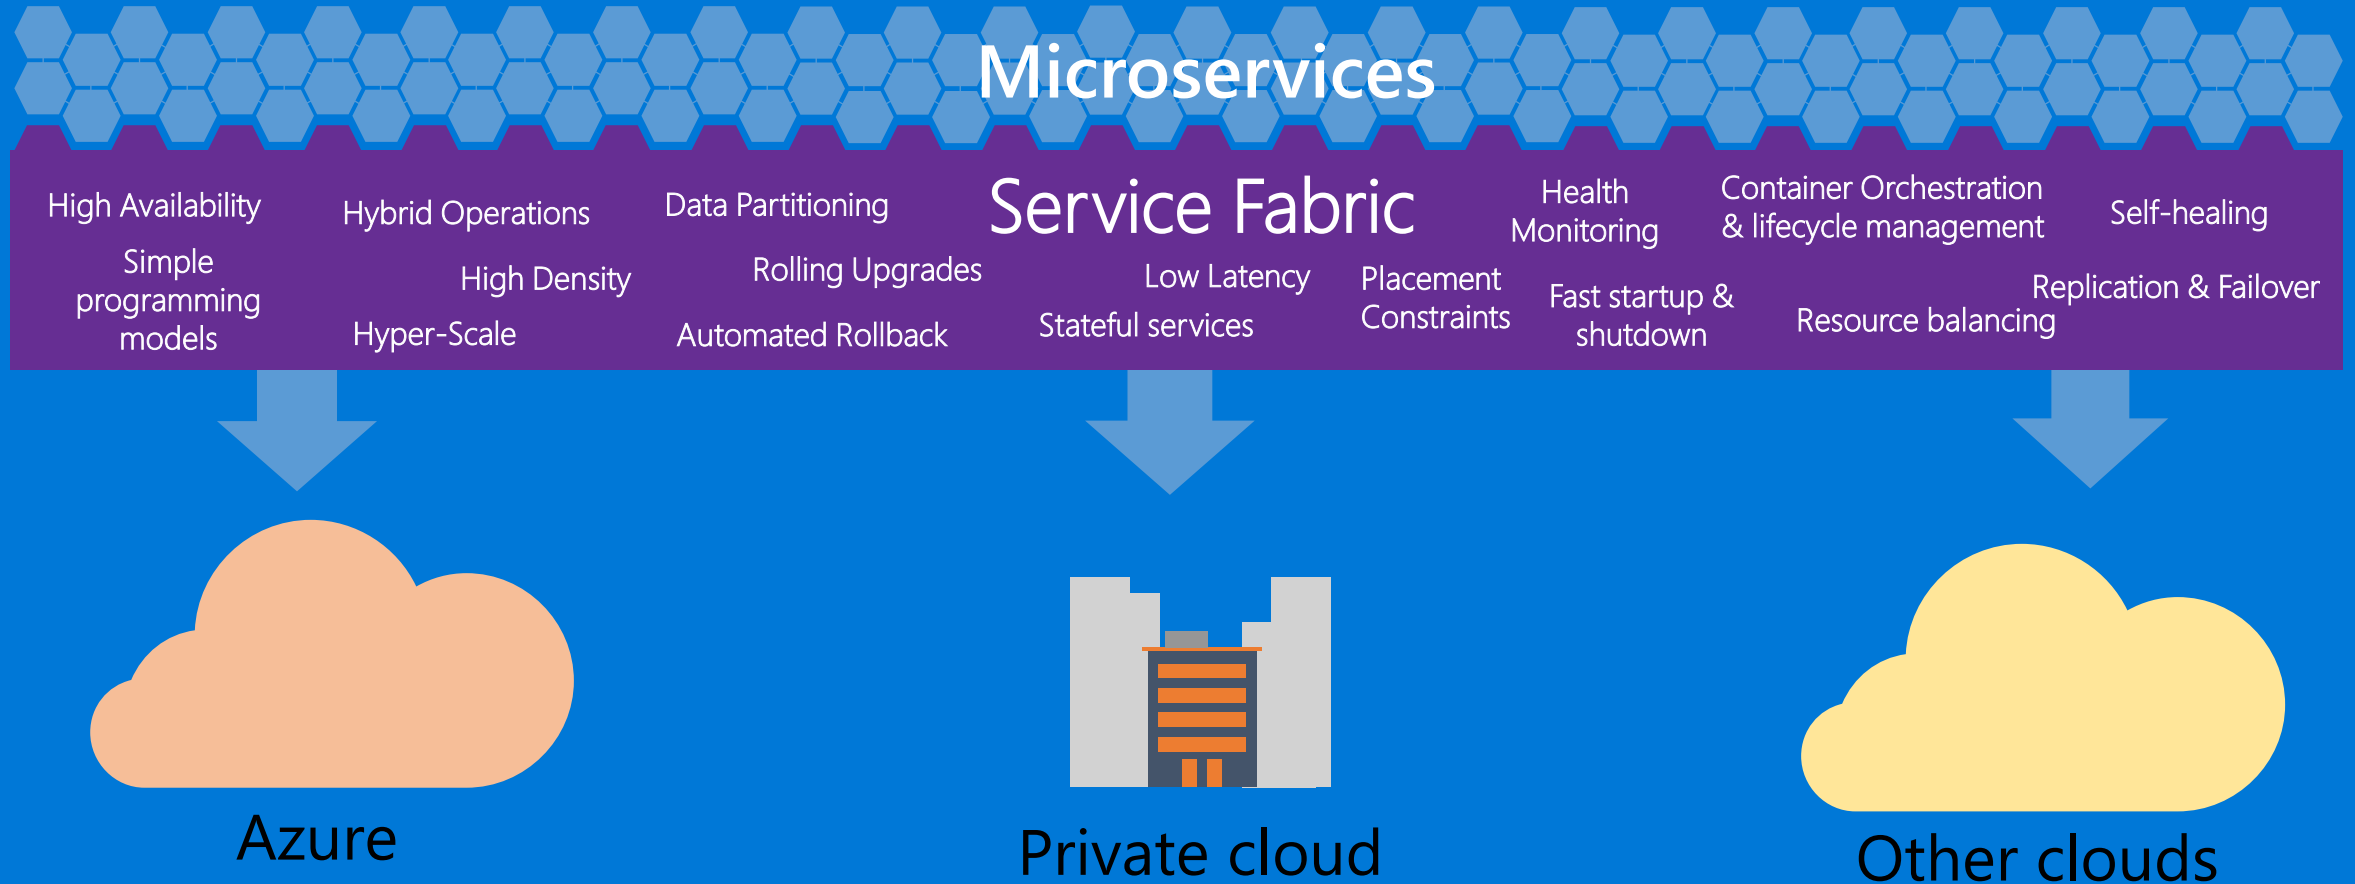 Microservices
Service Fabric
High Availability
Simple
programming
models
Hybrid Operations
High Density
Hyper-Scale
Data Partitioning
Rolling Upgrades
Automated Rollback
Low Latency
Stateful services
Placement
Constraints
Health
Monitoring
Fast startup &
shutdown
Container Orchestration
& lifecycle management
Resource balancing
Self-healing
Replication & Failover
Azure
Private cloud
Other clouds